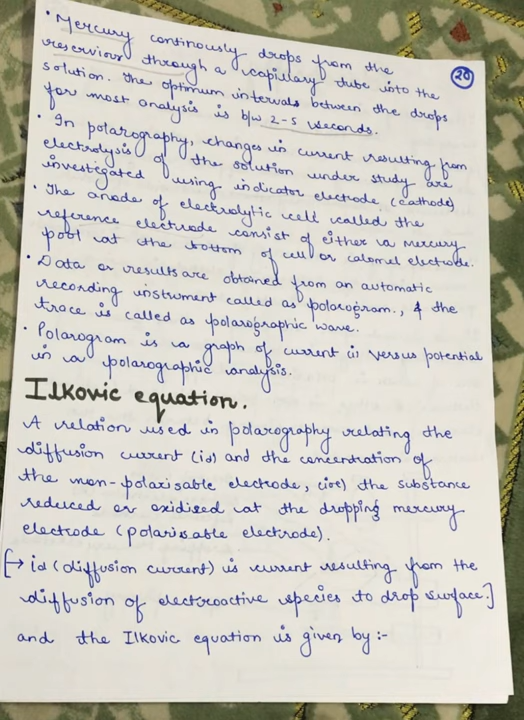 20
• Mercury continously drops from the
reserviour through a capillary tube into the
solution. The optimum intervals between the drops
for most analysis is b/w 2-5 seconds.
• In polarography, changes in current resulting from
electrolysis of the solution under study are
investigated using indicator electrode (cathode)
• The anode of electrolytic cell called the
reference electrode consist of either a mercury
pool at the bottom of cell or calomel electrode.
• Data or results are obtained from an automatic
recording instrument called as polarogram., & the
trace is called as polarographic wave.
• Polarogram is a graph of current (i) versus potential
in a polarographic analysis.
Ilkovic equation.
A relation used in polarography relating the
diffusion current (id) and the concentration of
the non-polarisable electrode, (ire) the substance
reduced or oxidised at the dropping mercury
electrode (polarisable electrode).
[→ id (diffusion current) is current resulting from the
diffusion of electroactive species to drop surface.]
and the Ilkovic equation is given by :-